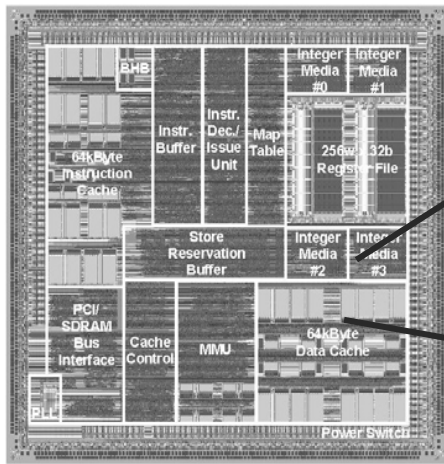 BHB
64kByte
Instruction
Cache
Instr.
Buffer
Instr.
Dec./
Issue
Unit
Map
Table
Integer
Media
#0
Integer
Media
#1
256w x 32b
Register File
Store
Reservation
Buffer
Integer
Media
#2
Integer
Media
#3
PCI/
SDRAM
Bus
Interface
PLL
Cache
Control
MMU
64kByte
Data Cache
Power Switch